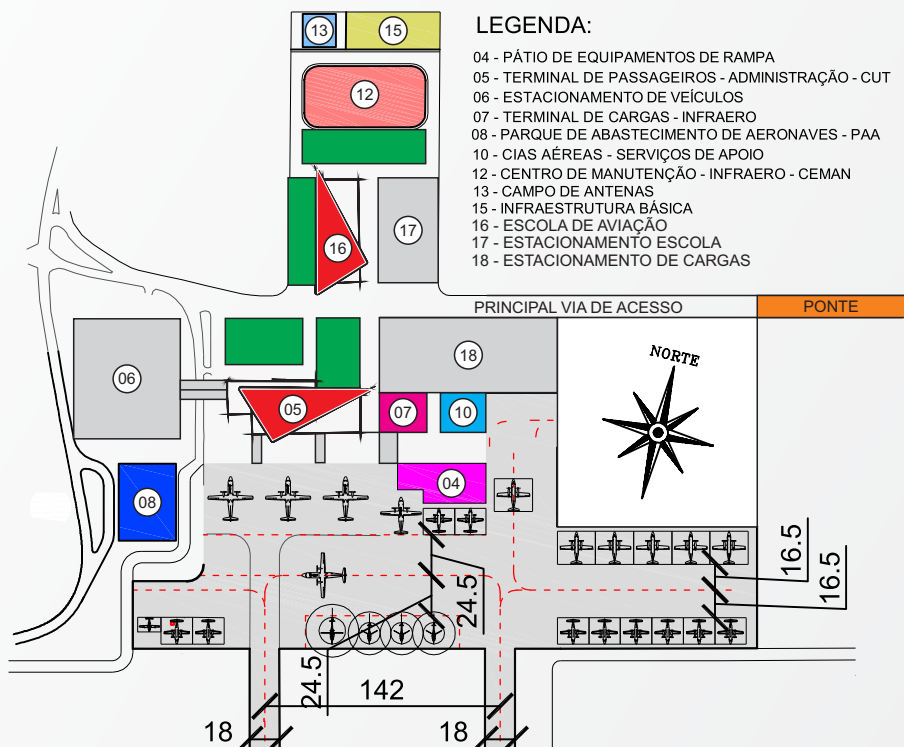 13
15
LEGENDA:
04 - PÁTIO DE EQUIPAMENTOS DE RAMPA
05 - TERMINAL DE PASSAGEIROS - ADMINISTRAÇÃO - CUT
06 - ESTACIONAMENTO DE VEÍCULOS
07 - TERMINAL DE CARGAS - INFRAERO
08 - PARQUE DE ABASTECIMENTO DE AERONAVES - PAA
10 - CIAS AÉREAS - SERVIÇOS DE APOIO
12 - CENTRO DE MANUTENÇÃO - INFRAERO - CEMAN
13 - CAMPO DE ANTENAS
15 - INFRAESTRUTURA BÁSICA
16 - ESCOLA DE AVIAÇÃO
17 - ESTACIONAMENTO ESCOLA
18 - ESTACIONAMENTO DE CARGAS
12
16
17
PRINCIPAL VIA DE ACESSO
PONTE
18
NORTE
06
05
07
10
04
08
16.5
16.5
24.5
24.5
142
18
18